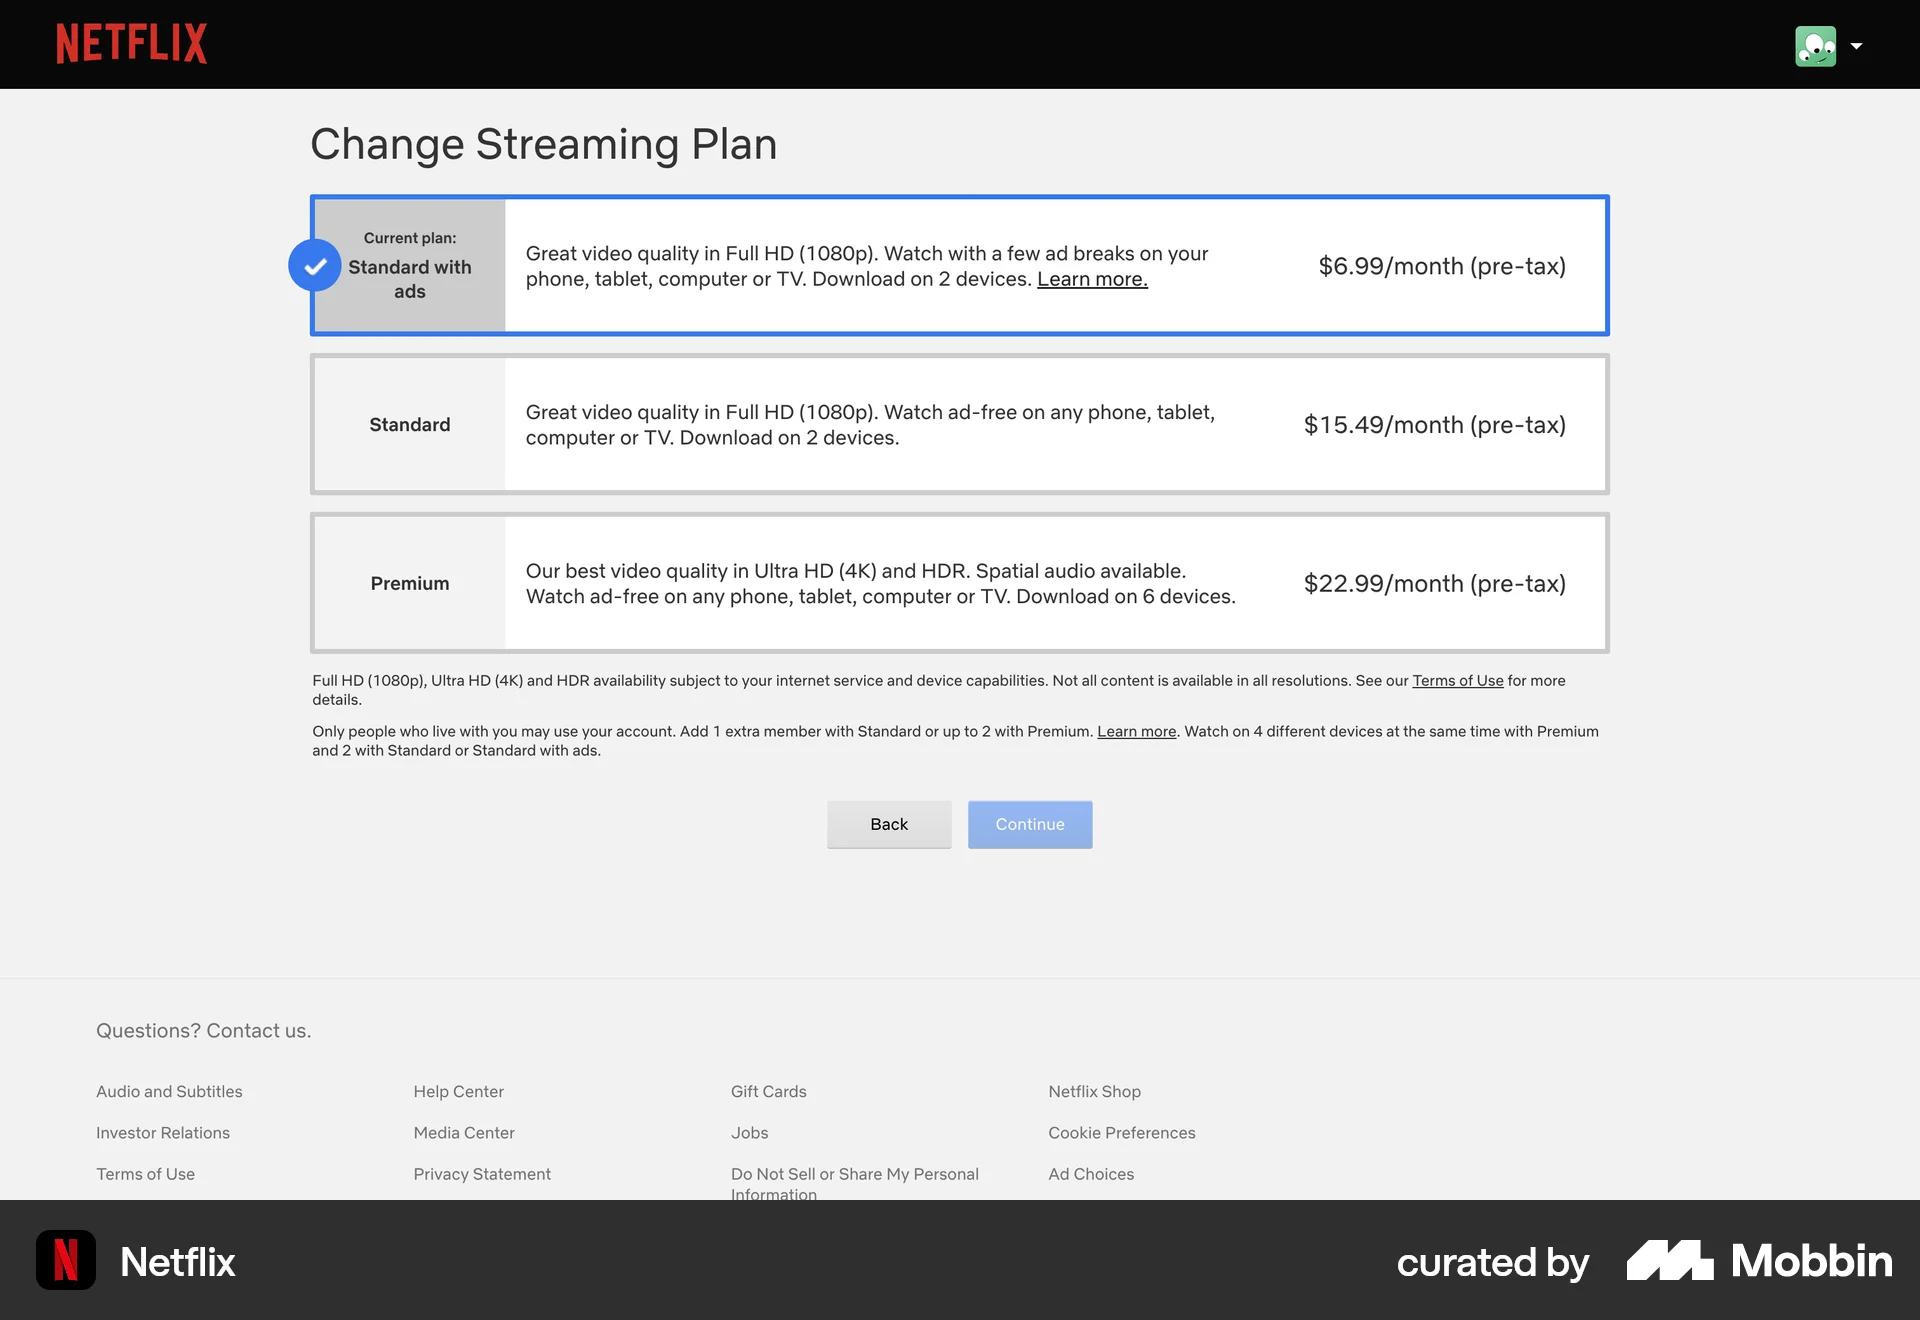 NETFLIX
Change Streaming Plan
Current plan:
Standard with
ads
Great video quality in Full HD (1080p). Watch with a few ad breaks on your
phone, tablet, computer or TV. Download on 2 devices. Learn more.
$6.99/month (pre-tax)
Standard
Great video quality in Full HD (1080p). Watch ad-free on any phone, tablet,
computer or TV. Download on 2 devices.
$15.49/month (pre-tax)
Premium
Our best video quality in Ultra HD (4K) and HDR. Spatial audio available.
Watch ad-free on any phone, tablet, computer or TV. Download on 6 devices.
$22.99/month (pre-tax)
Full HD (1080p), Ultra HD (4K) and HDR availability subject to your internet service and device capabilities. Not all content is available in all resolutions. See our Terms of Use for more
details.
Only people who live with you may use your account. Add 1 extra member with Standard or up to 2 with Premium. Learn more. Watch on 4 different devices at the same time with Premium
and 2 with Standard or Standard with ads.
Back
Continue
Questions? Contact us.
Audio and Subtitles
Help Center
Gift Cards
Netflix Shop
Investor Relations
Media Center
Jobs
Cookie Preferences
Terms of Use
Privacy Statement
Do Not Sell or Share My Personal
Information
Ad Choices
N
Netflix
curated by
Mobbin